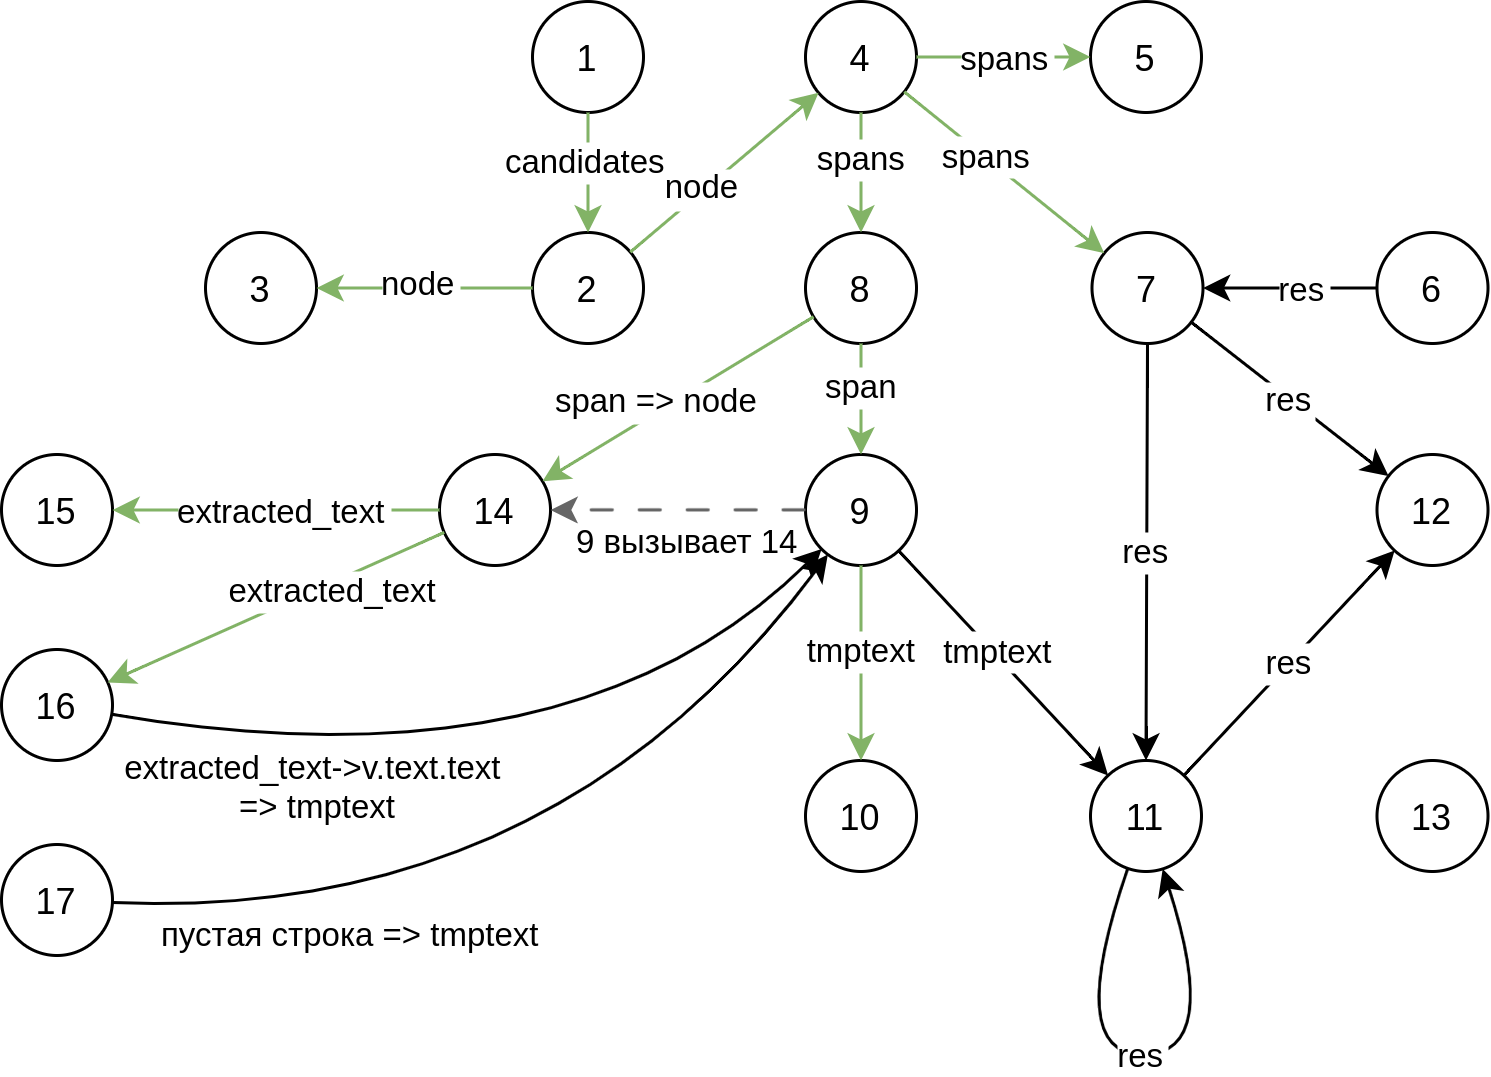 1
4
spans
5
candidates
node
spans
spans
3
node
2
8
7
res
6
span => node
span
res
15
extracted_text
14
9
12
9 вызывает 14
res
extracted_text
tmptext
tmptext
res
16
extracted_text->v.text.text
=> tmptext
10
11
13
17
пустая строка => tmptext
res